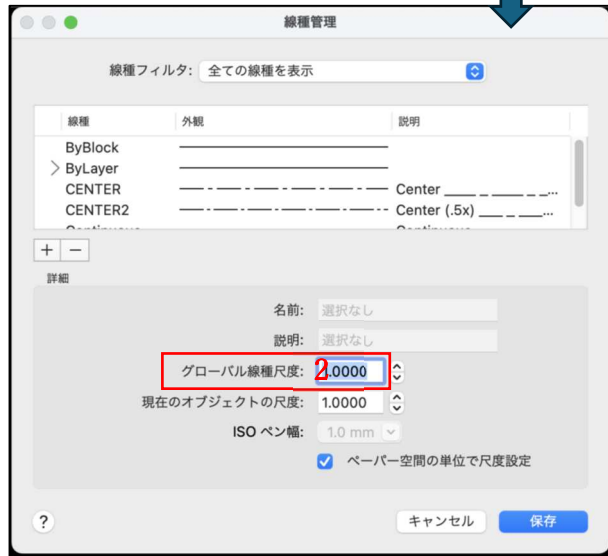 線種管理
線種フィルタ: 全ての線種を表示
線種 外観 説明
ByBlock
ByLayer
CENTER Center ____ _ ____ _ _...
CENTER2 Center (.5x) ___ _ ___...
+ −
詳細
名前: 選択なし
説明: 選択なし
グローバル線種尺度: 2.0000
現在のオブジェクトの尺度: 1.0000
ISO ペン幅: 1.0 mm
ペーパー空間の単位で尺度設定
? キャンセル 保存